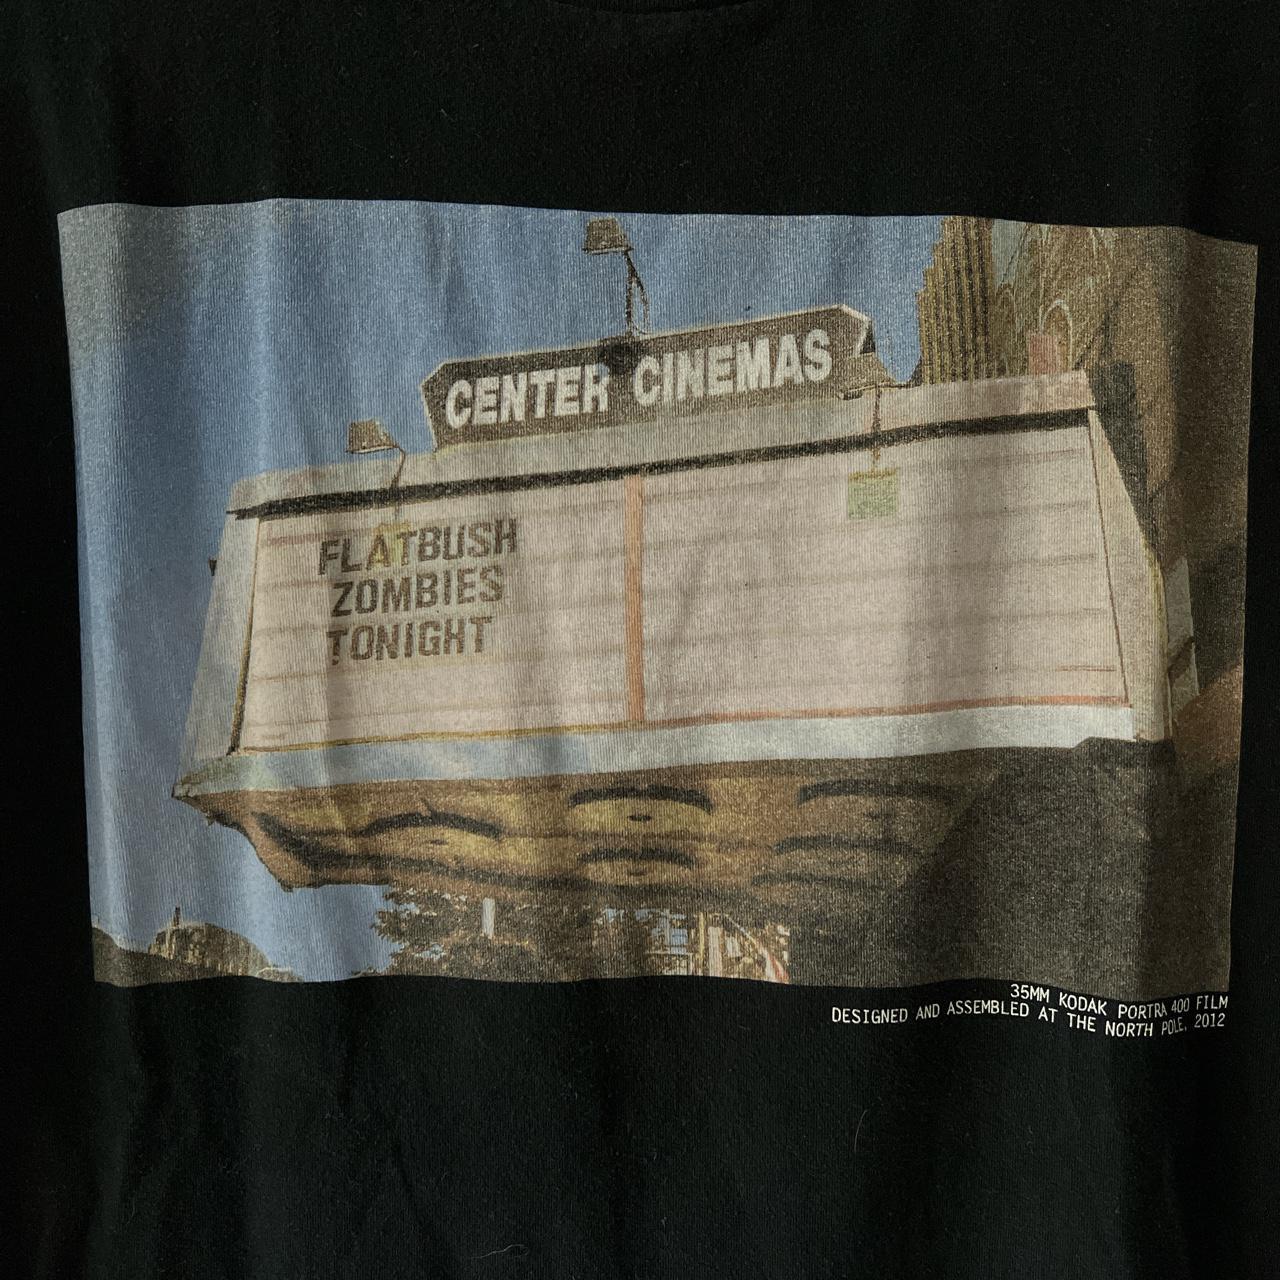 CENTER CINEMAS
FLATBUSH
ZOMBIES
TONIGHT
35MM KODAK PORTRA 400 FILM
DESIGNED AND ASSEMBLED AT THE NORTH POLE, 2012